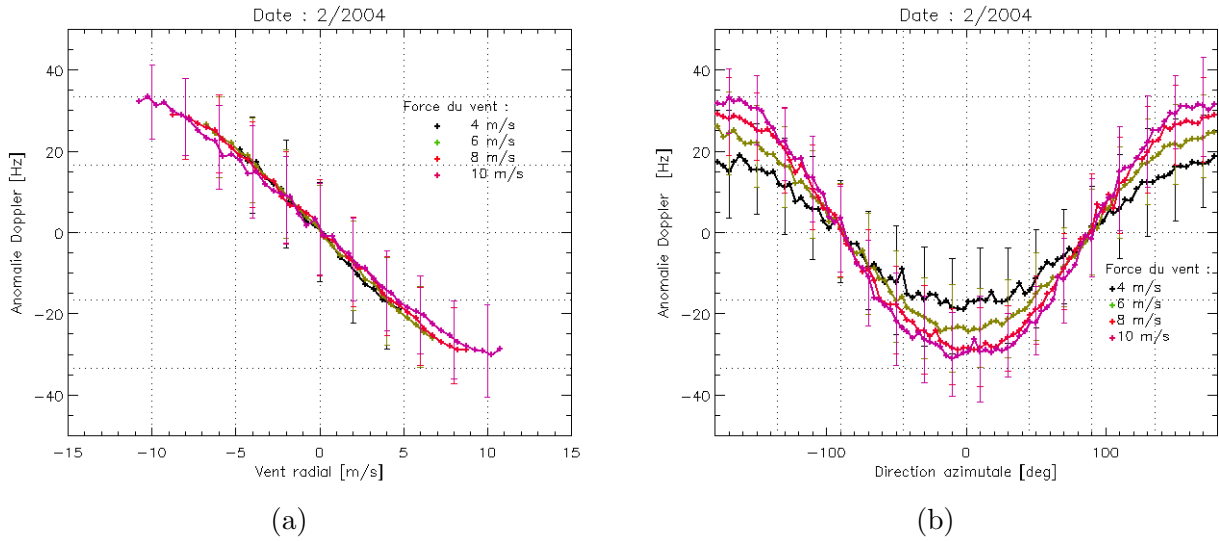 Date : 2/2004
Anomalie Doppler [Hz]
40
20
0
−20
−40
Force du vent :
4 m/s
6 m/s
8 m/s
10 m/s
−15
−10
−5
0
5
10
15
Vent radial [m/s]
(a)
Date : 2/2004
Anomalie Doppler [Hz]
40
20
0
−20
−40
Force du vent :
4 m/s
6 m/s
8 m/s
10 m/s
−100
0
100
Direction azimutale [deg]
(b)